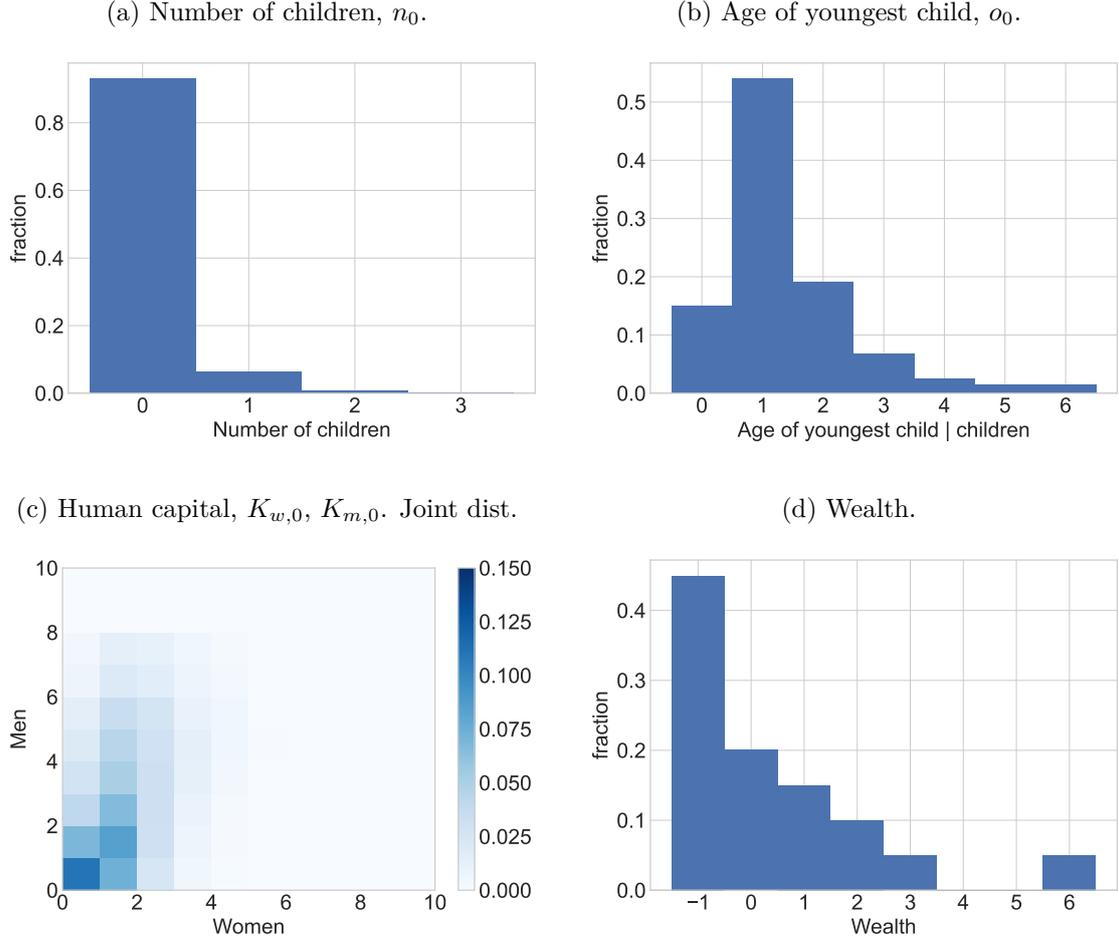 (a) Number of children, n₀.
fraction
0.8
0.6
0.4
0.2
0.0
0 1 2 3
Number of children
(b) Age of youngest child, o₀.
fraction
0.5
0.4
0.3
0.2
0.1
0.0
0 1 2 3 4 5 6
Age of youngest child | children
(c) Human capital, K_{w,0}, K_{m,0}. Joint dist.
Men
10
8
6
4
2
0
0 2 4 6 8 10
Women
0.150
0.125
0.100
0.075
0.050
0.025
0.000
(d) Wealth.
fraction
0.4
0.3
0.2
0.1
0.0
−1 0 1 2 3 4 5 6
Wealth